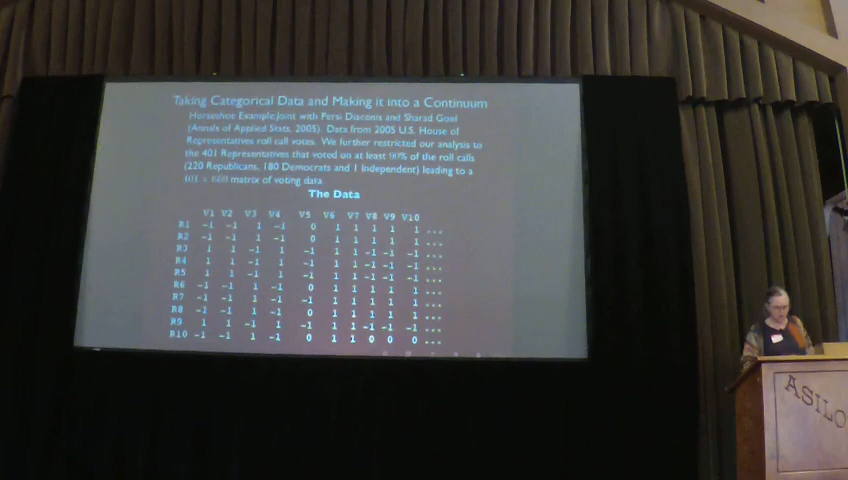 Taking Categorical Data and Making it into a Continuum
Horseshoe Example:Joint with Persi Diaconis and Sharad Goel
(Annals of Applied Stats, 2005). Data from 2005 U.S. House of
Representatives roll call votes. We further restricted our analysis to
the 401 Representatives that voted on at least 90% of the roll calls
(220 Republicans, 180 Democrats and 1 Independent) leading to a
matrix of voting data.
The Data
V1 V2 V3 V4 V5 V6 V7 V8 V9 V10
R1 -1 -1 1 -1 0 1 1 1 1 1 ...
R2 -1 -1 1 -1 0 1 1 1 1 1 ...
R3 1 1 -1 1 -1 1 1 -1 -1 -1 ...
R4 1 1 -1 1 -1 1 1 -1 -1 -1 ...
R5 1 1 -1 1 -1 1 1 -1 -1 -1 ...
R6 -1 -1 1 -1 0 1 1 1 1 1 ...
R7 -1 -1 1 -1 -1 1 1 1 1 1 ...
R8 -1 -1 1 -1 0 1 1 1 1 1 ...
R9 1 1 -1 1 -1 1 1 -1 -1 -1 ...
R10 -1 -1 1 -1 0 1 1 0 0 0 ...
ASILO